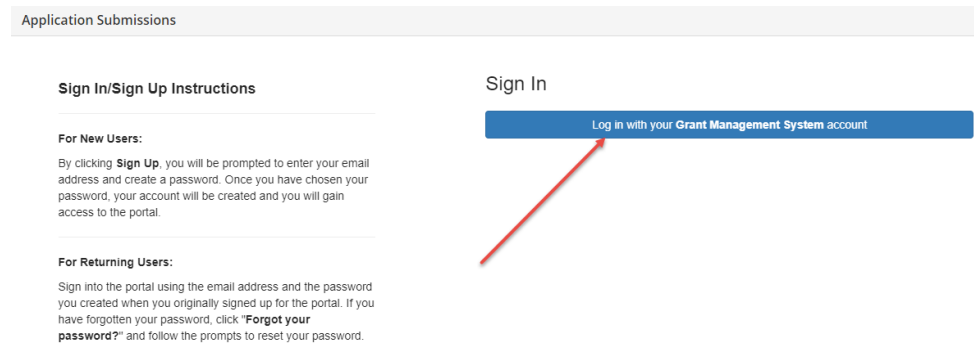 Application Submissions
Sign In/Sign Up Instructions
For New Users:
By clicking Sign Up, you will be prompted to enter your email
address and create a password. Once you have chosen your
password, your account will be created and you will gain
access to the portal.
For Returning Users:
Sign into the portal using the email address and the password
you created when you originally signed up for the portal. If you
have forgotten your password, click "Forgot your
password?" and follow the prompts to reset your password.
Sign In
Log in with your Grant Management System account